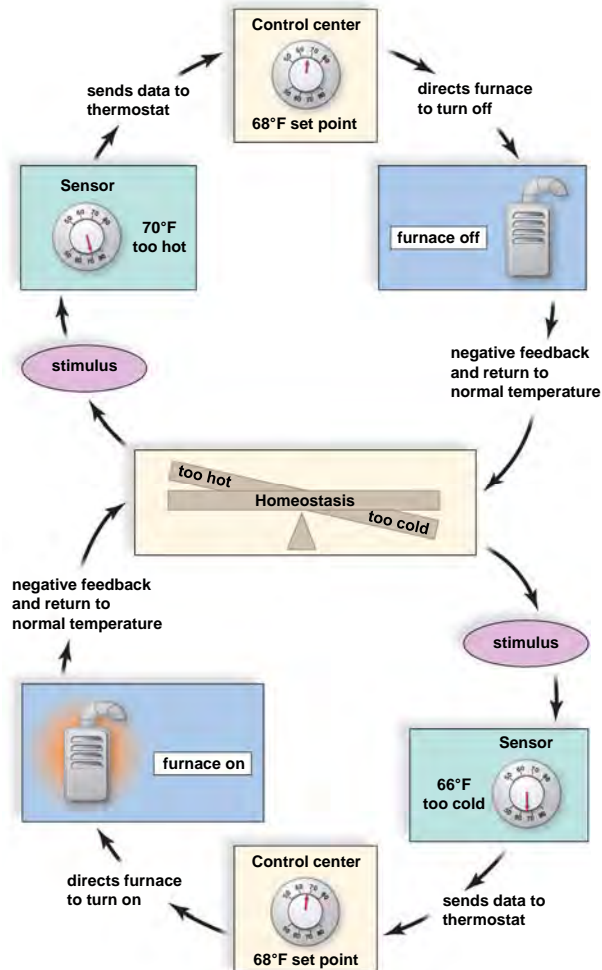 Control center
68°F set point
sends data to
thermostat
directs furnace
to turn off
Sensor
70°F
too hot
furnace off
stimulus
negative feedback
and return to
normal temperature
too hot
Homeostasis
too cold
negative feedback
and return to
normal temperature
stimulus
furnace on
Sensor
66°F
too cold
directs furnace
to turn on
Control center
68°F set point
sends data to
thermostat